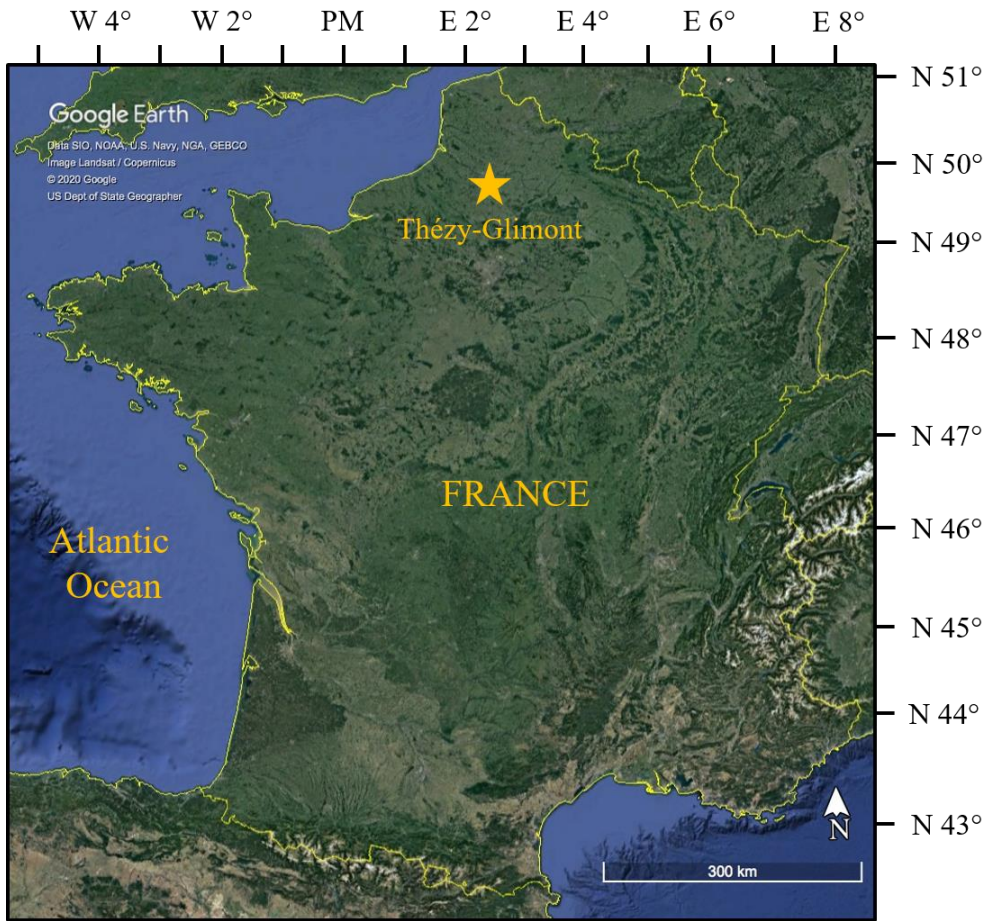 W 4° W 2° PM E 2° E 4° E 6° E 8°
N 51°
Google Earth
Data SIO, NOAA, U.S. Navy, NGA, GEBCO
Image Landsat / Copernicus
© 2020 Google
US Dept of State Geographer
N 50°
Thézy-Glimont
N 49°
N 48°
N 47°
FRANCE
N 46°
Atlantic
Ocean
N 45°
N 44°
N 43°
N
300 km